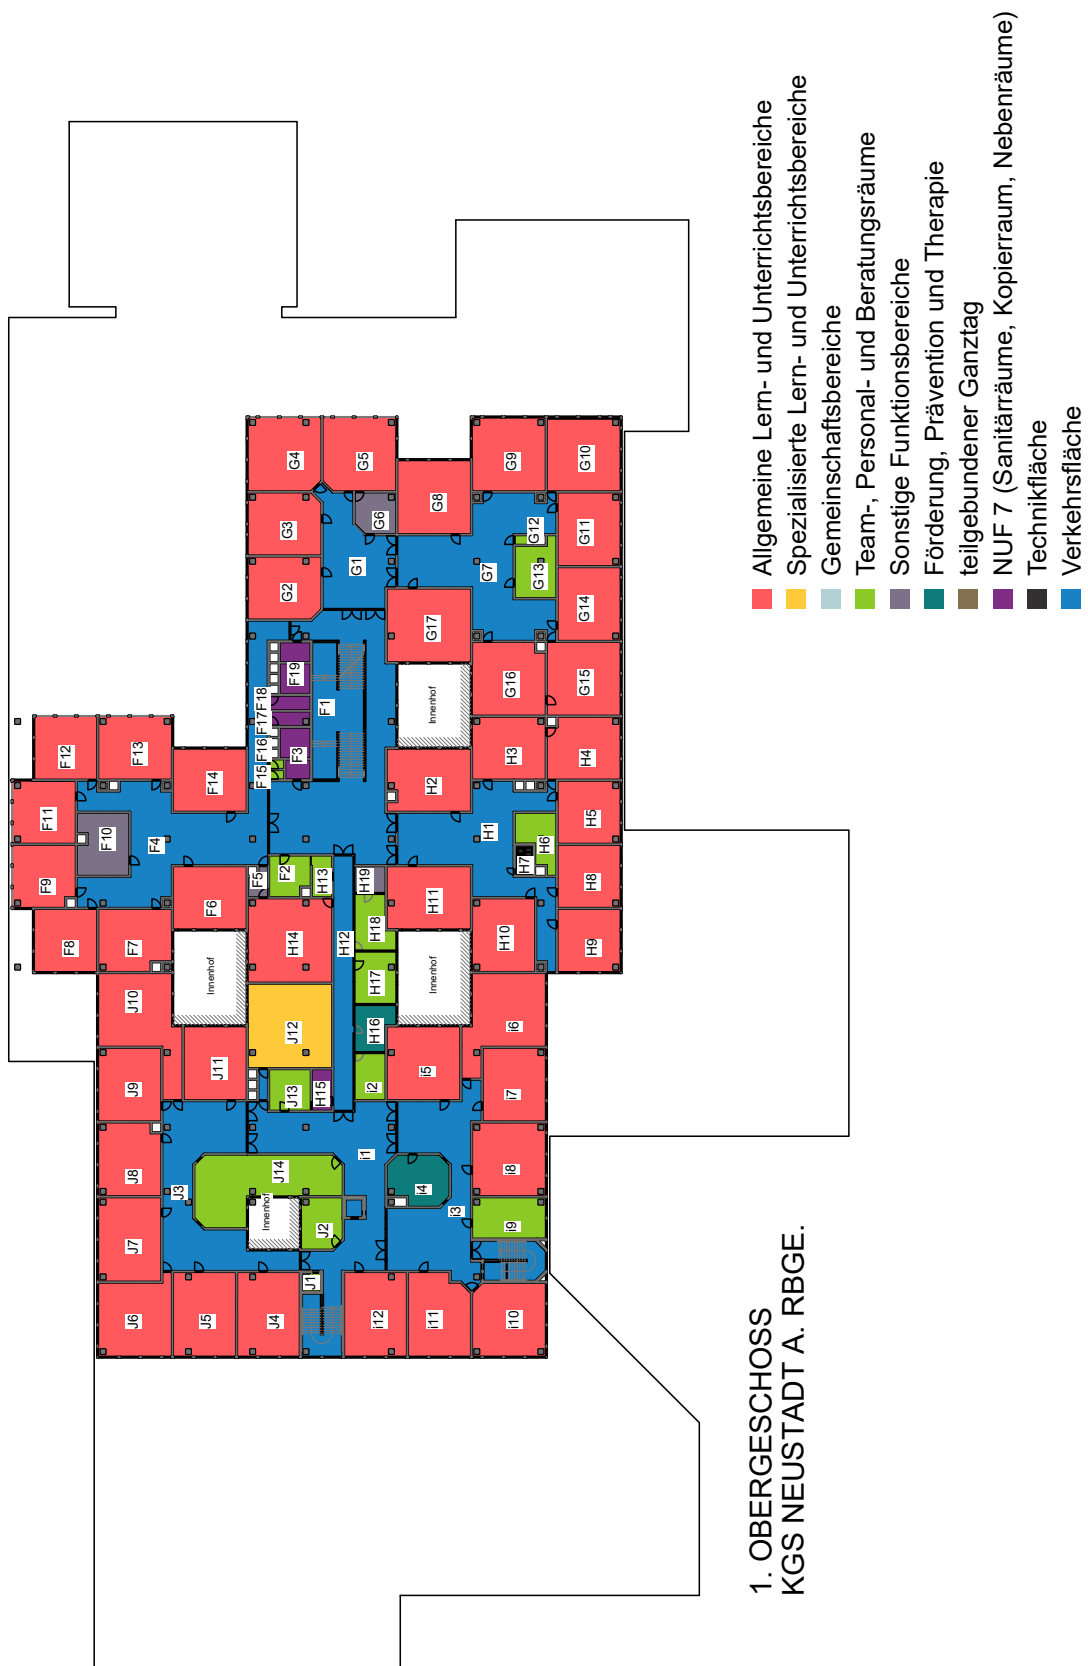 G4
G5
G3
G2
G6
G1
G8
G9
G10
G12
G11
G7
G13
G14
G17
G16
G15
F19
F18
F17
F1
F16
F3
F15
Innenhof
F12
F13
F14
F11
F10
F9
F4
F8
F7
F6
F5
F2
H13
H2
H3
H4
H1
H5
H6
H7
H8
H9
H19
H18
H11
H10
H12
H14
H17
H16
H15
Innenhof
Innenhof
J10
J11
J12
J13
J9
J8
J7
J3
J14
Innenhof
J2
J1
J6
J5
J4
i2
i5
i6
i7
i1
i8
i4
i3
i9
i12
i11
i10
Allgemeine Lern- und Unterrichtsbereiche
Spezialisierte Lern- und Unterrichtsbereiche
Gemeinschaftsbereiche
Team-, Personal- und Beratungsräume
Sonstige Funktionsbereiche
Förderung, Prävention und Therapie
teilgebundener Ganztag
NUF 7 (Sanitärräume, Kopierraum, Nebenräume)
Technikfläche
Verkehrsfläche
1. OBERGESCHOSS
KGS NEUSTADT A. RBGE.